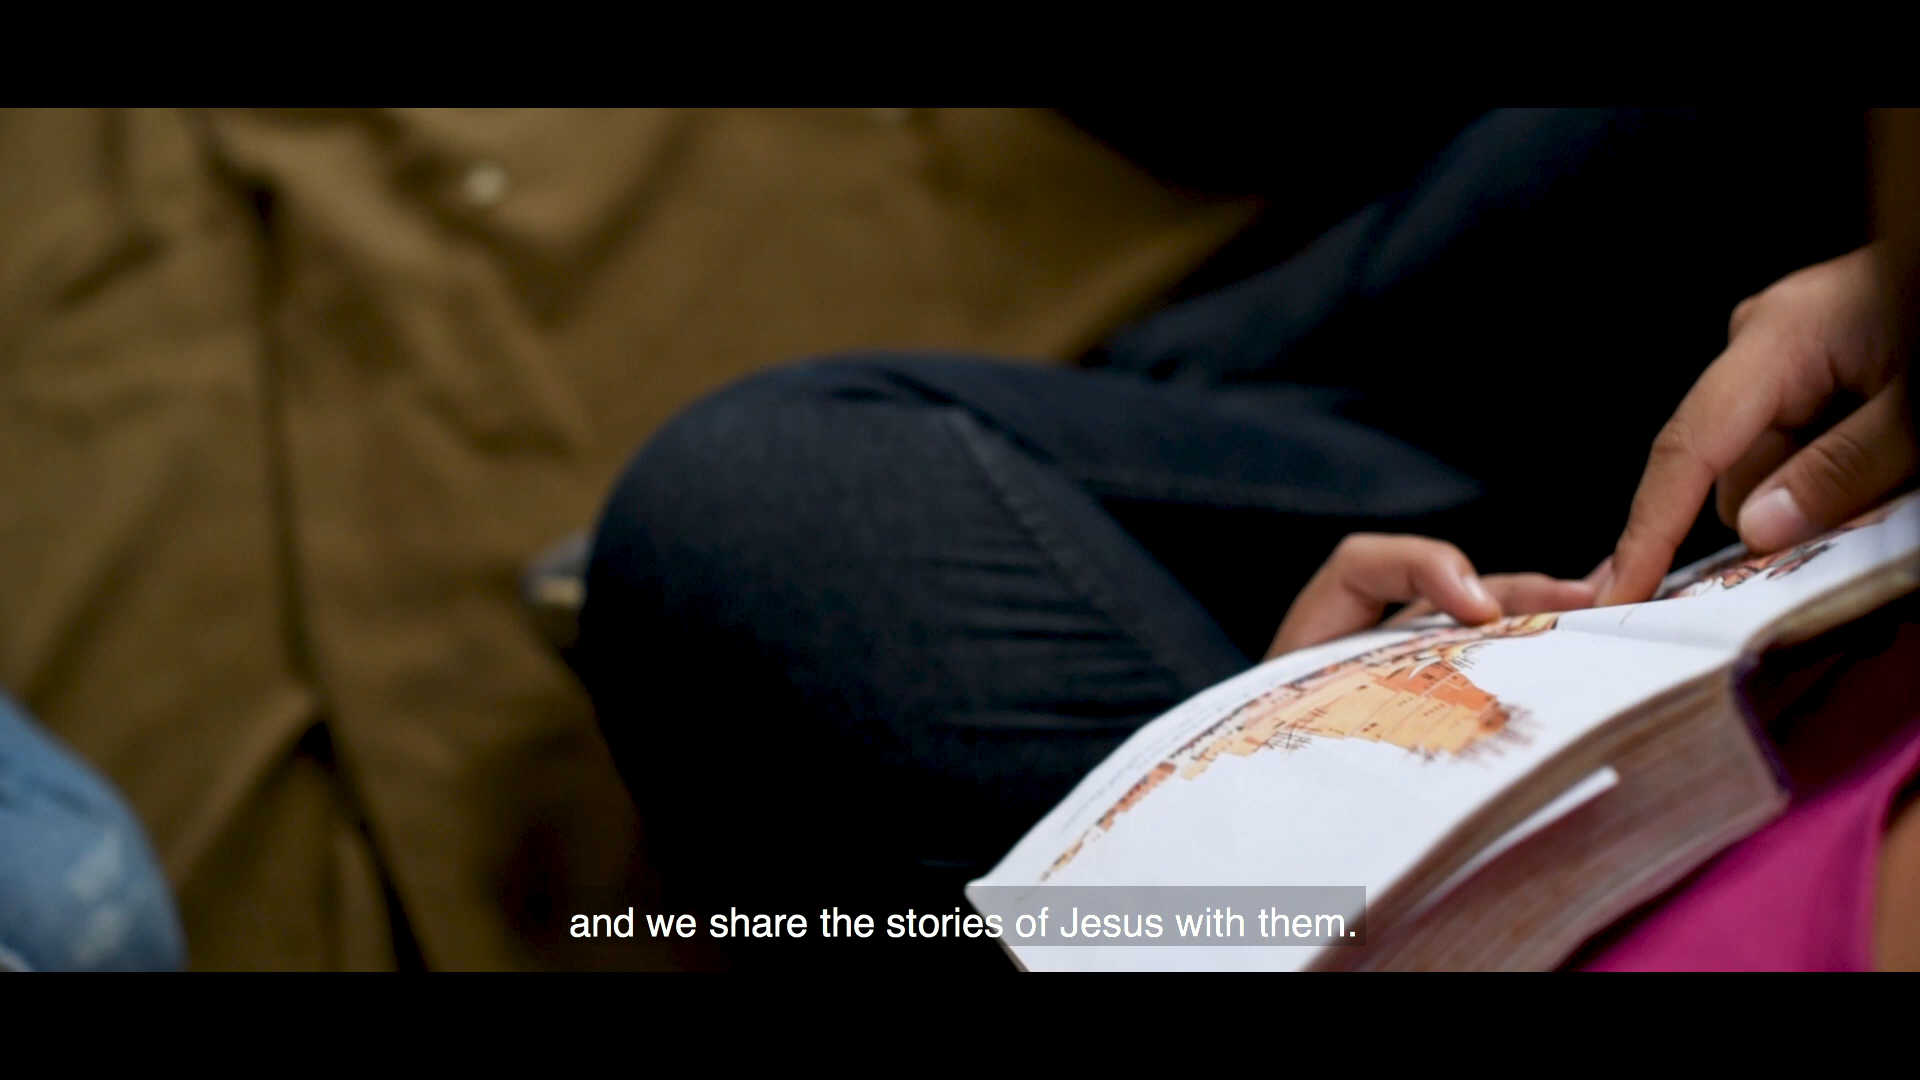 and we share the stories of Jesus with them.